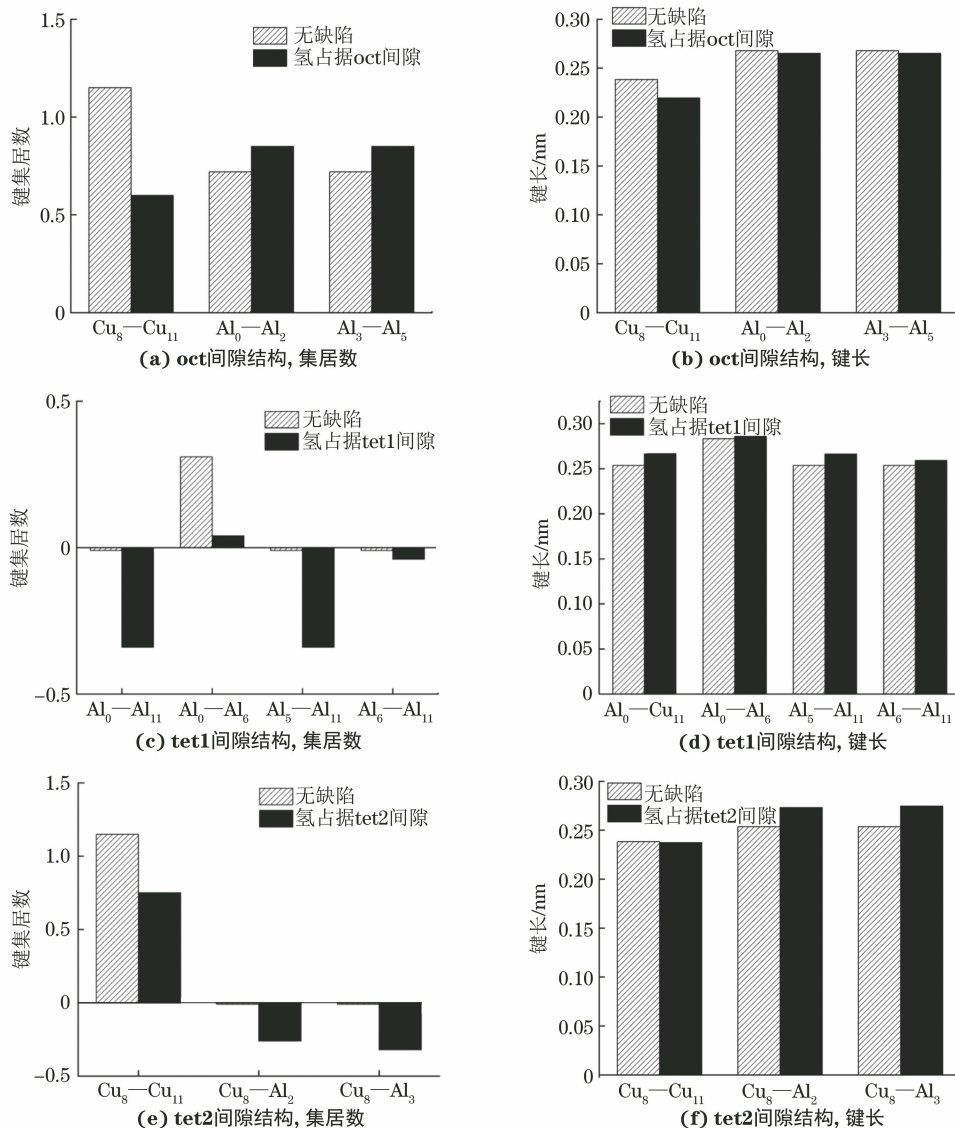 1.5
1.0
0.5
0
键集居数
无缺陷
氢占据oct间隙
Cu₈—Cu₁₁ Al₀—Al₂ Al₃—Al₅
(a) oct间隙结构, 集居数
0.30
0.25
0.20
0.15
0.10
0.05
0
键长/nm
无缺陷
氢占据oct间隙
Cu₈—Cu₁₁ Al₀—Al₂ Al₃—Al₅
(b) oct间隙结构, 键长
0.5
0
−0.5
键集居数
无缺陷
氢占据tet1间隙
Al₀—Al₁₁ Al₀—Al₆ Al₅—Al₁₁ Al₆—Al₁₁
(c) tet1间隙结构, 集居数
0.30
0.25
0.20
0.15
0.10
0.05
0
键长/nm
无缺陷
氢占据tet1间隙
Al₀—Cu₁₁ Al₀—Al₆ Al₅—Al₁₁ Al₆—Al₁₁
(d) tet1间隙结构, 键长
1.5
1.0
0.5
0
−0.5
键集居数
无缺陷
氢占据tet2间隙
Cu₈—Cu₁₁ Cu₈—Al₂ Cu₈—Al₃
(e) tet2间隙结构, 集居数
0.30
0.25
0.20
0.15
0.10
0.05
0
键长/nm
无缺陷
氢占据tet2间隙
Cu₈—Cu₁₁ Cu₈—Al₂ Cu₈—Al₃
(f) tet2间隙结构, 键长